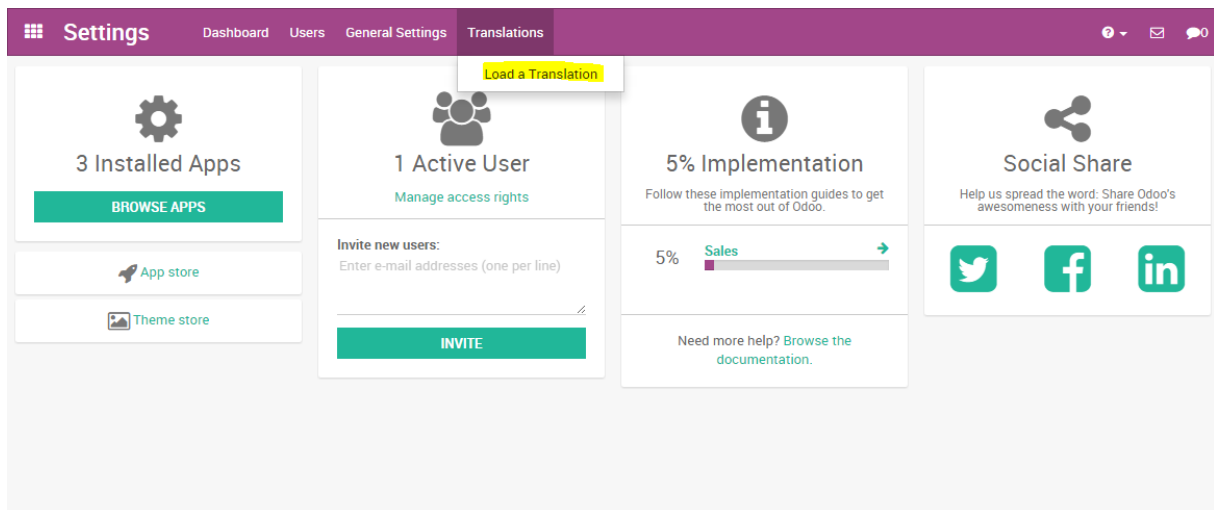 Settings Dashboard Users General Settings Translations 0
Load a Translation
3 Installed Apps
BROWSE APPS
App store
Theme store
1 Active User
Manage access rights
Invite new users:
Enter e-mail addresses (one per line)
INVITE
5% Implementation
Follow these implementation guides to get
the most out of Odoo.
5% Sales
Need more help? Browse the
documentation.
Social Share
Help us spread the word: Share Odoo's
awesomeness with your friends!